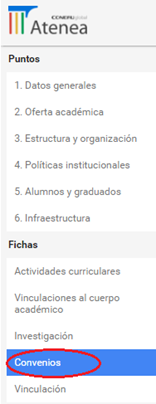 CONEAU global
Atenea
Puntos
1. Datos generales
2. Oferta académica
3. Estructura y organización
4. Políticas institucionales
5. Alumnos y graduados
6. Infraestructura
Fichas
Actividades curriculares
Vinculaciones al cuerpo
académico
Investigación
Convenios
Vinculación